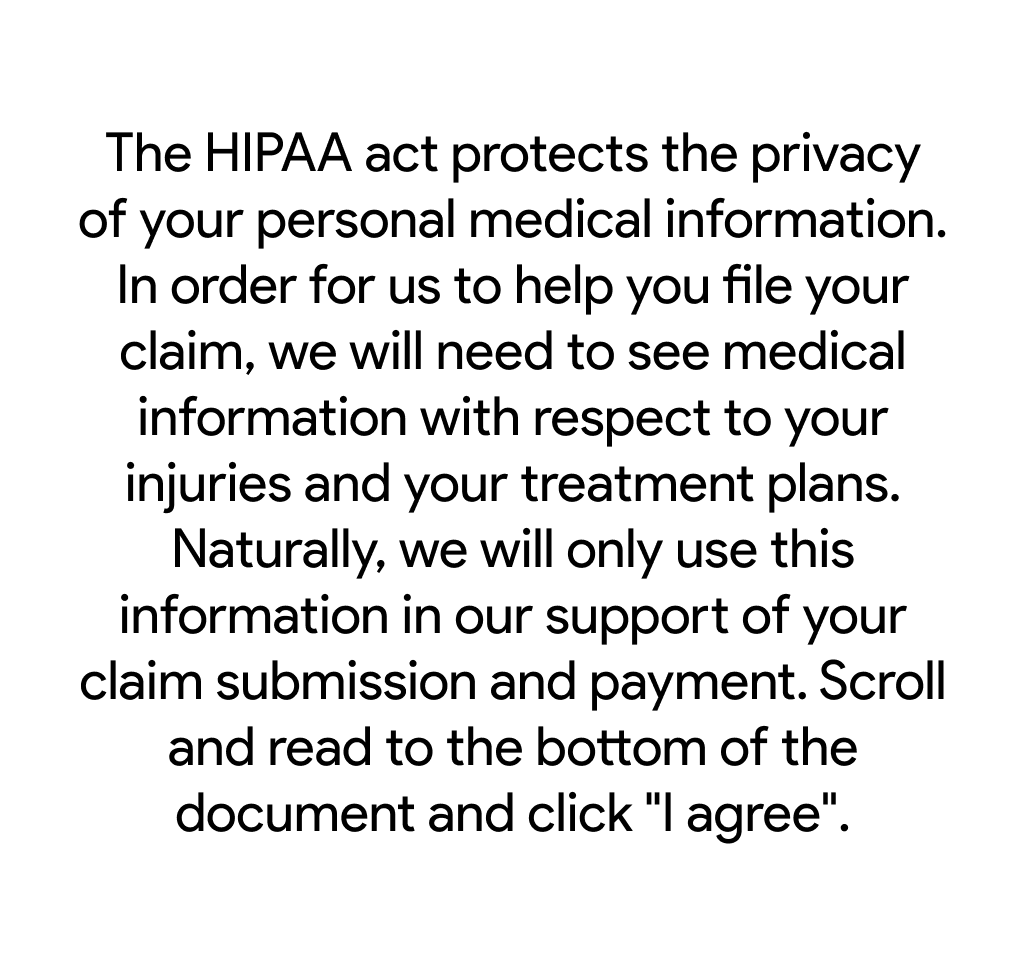 The HIPAA act protects the privacy
of your personal medical information.
In order for us to help you file your
claim, we will need to see medical
information with respect to your
injuries and your treatment plans.
Naturally, we will only use this
information in our support of your
claim submission and payment. Scroll
and read to the bottom of the
document and click "I agree".